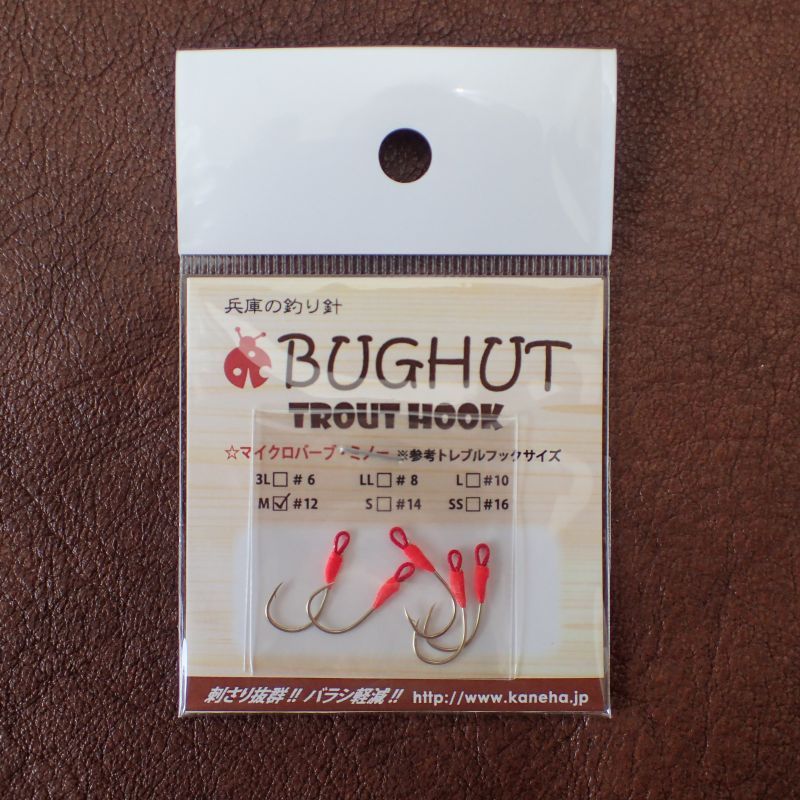 兵庫の釣り針
BUGHUT
TROUT HOOK
☆マイクロバーブ・ミノー ※参考トレブルフックサイズ
3L□#6 LL□#8 L□#10
M☑#12 S□#14 SS□#16
刺さり抜群!! バラシ軽減!! http://www.kaneha.jp